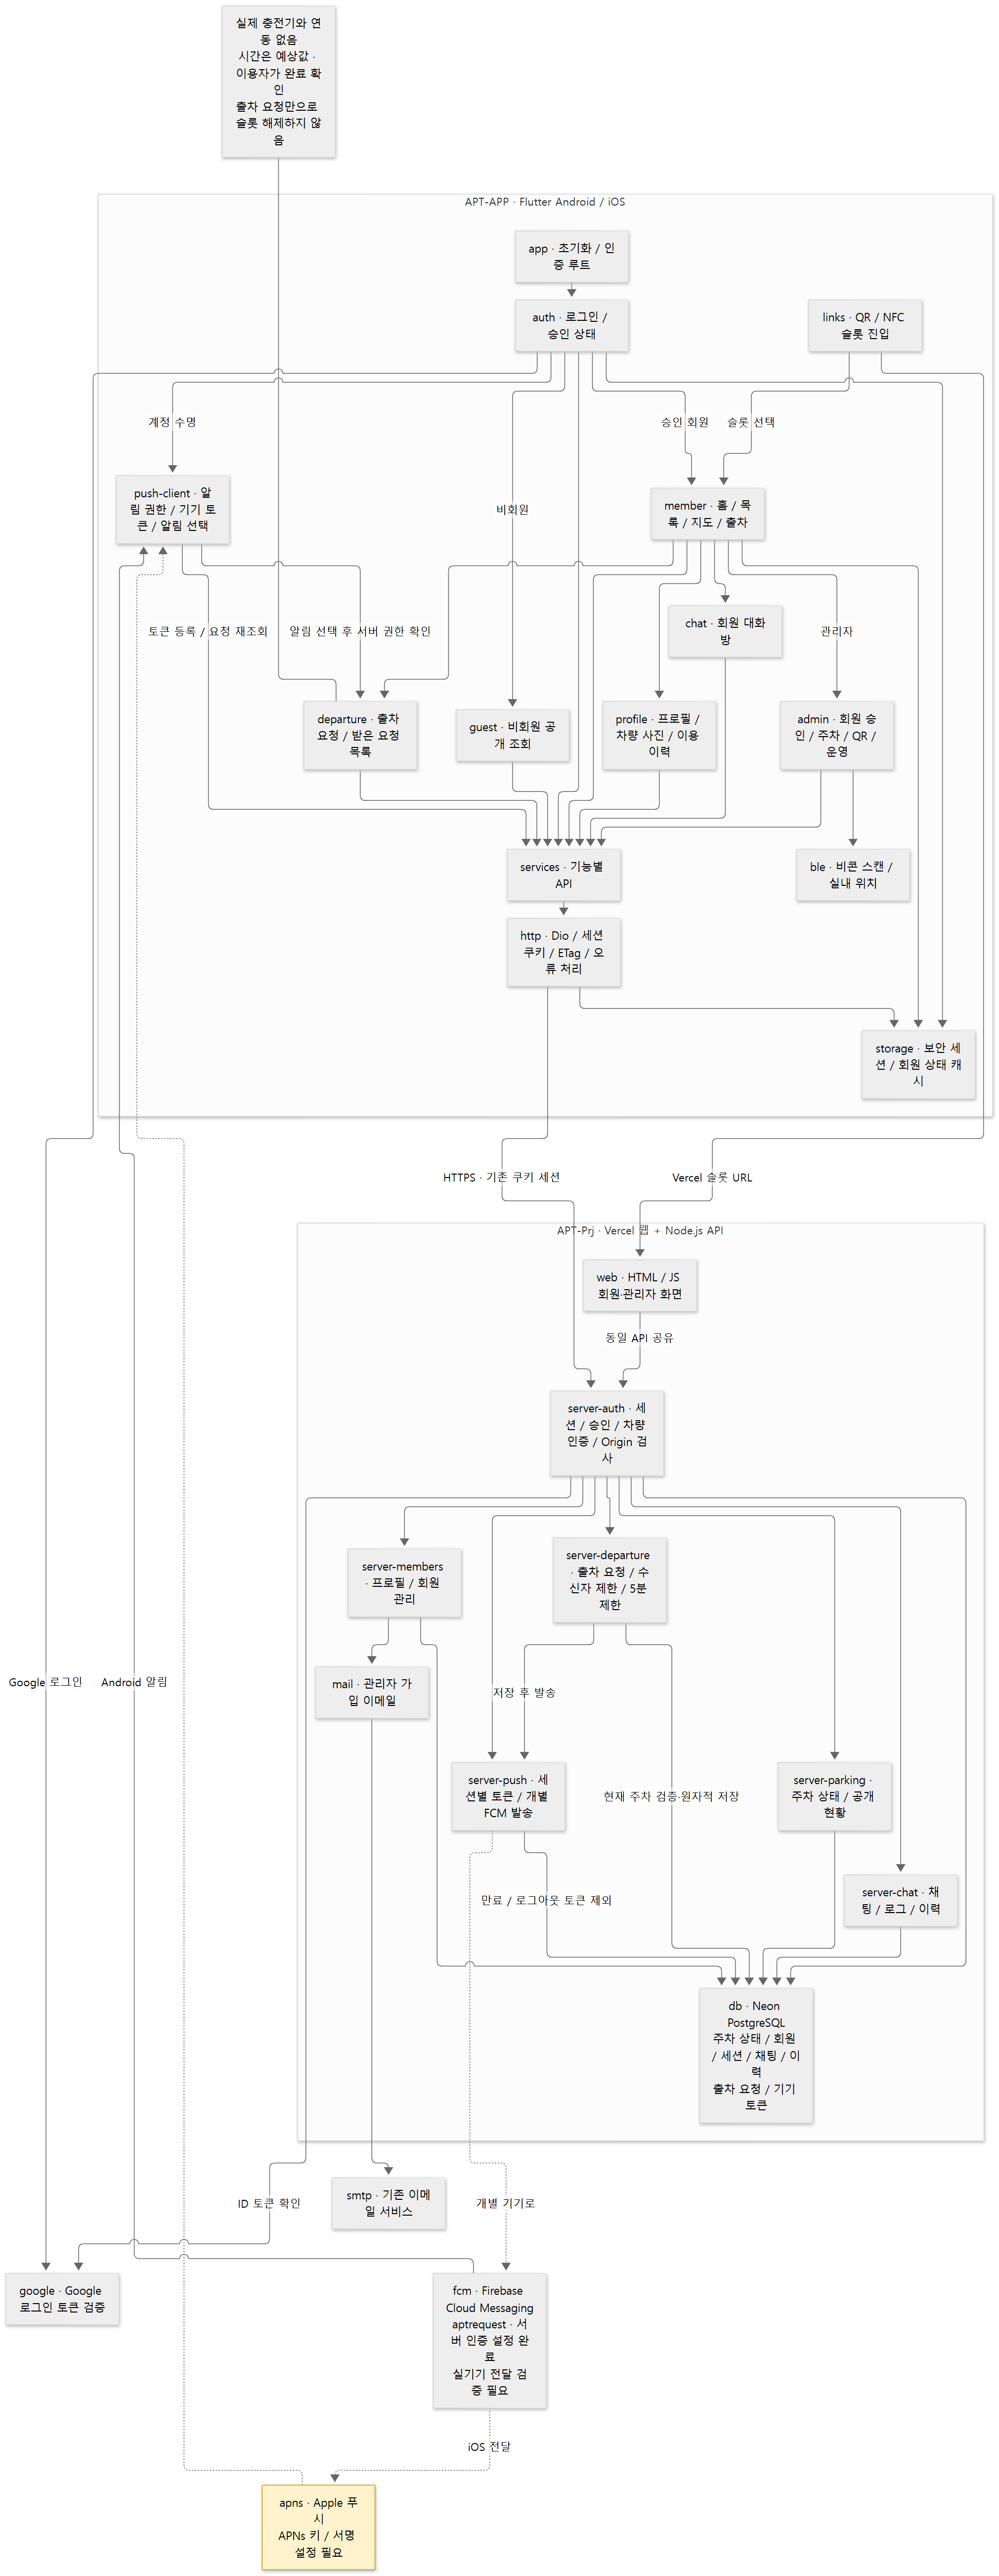 실제 충전기와 연
동 없음
시간은 예상값 ·
이용자가 완료 확
인
출차 요청만으로
슬롯 해제하지 않
음
APT-APP · Flutter Android / iOS
app · 초기화 / 인
증 루트
auth · 로그인 /
승인 상태
links · QR / NFC
슬롯 진입
계정 수명
승인 회원
슬롯 선택
push-client · 알
림 권한 / 기기 토
큰 / 알림 선택
비회원
member · 홈 / 목
록 / 지도 / 출차
chat · 회원 대화
방
토큰 등록 / 요청 재조회
알림 선택 후 서버 권한 확인
관리자
departure · 출차
요청 / 받은 요청
목록
guest · 비회원 공
개 조회
profile · 프로필 /
차량 사진 / 이용
이력
admin · 회원 승
인 / 주차 / QR /
운영
services · 기능별
API
ble · 비콘 스캔 /
실내 위치
http · Dio / 세션
쿠키 / ETag / 오
류 처리
storage · 보안 세
션 / 회원 상태 캐
시
HTTPS · 기존 쿠키 세션
Vercel 슬롯 URL
APT-Prj · Vercel 웹 + Node.js API
web · HTML / JS
회원·관리자 화면
동일 API 공유
server-auth · 세
션 / 승인 / 차량
인증 / Origin 검
사
server-members
· 프로필 / 회원
관리
server-departure
· 출차 요청 / 수
신자 제한 / 5분
제한
Google 로그인
Android 알림
mail · 관리자 가
입 이메일
저장 후 발송
server-push · 세
션별 토큰 / 개별
FCM 발송
현재 주차 검증·원자적 저장
server-parking ·
주차 상태 / 공개
현황
만료 / 로그아웃 토큰 제외
server-chat · 채
팅 / 로그 / 이력
db · Neon
PostgreSQL
주차 상태 / 회원
/ 세션 / 채팅 / 이
력
출차 요청 / 기기
토큰
ID 토큰 확인
smtp · 기존 이메
일 서비스
개별 기기로
google · Google
로그인 토큰 검증
fcm · Firebase
Cloud Messaging
aptrequest · 서
버 인증 설정 완
료
실기기 전달 검
증 필요
iOS 전달
apns · Apple 푸
시
APNs 키 / 서명
설정 필요